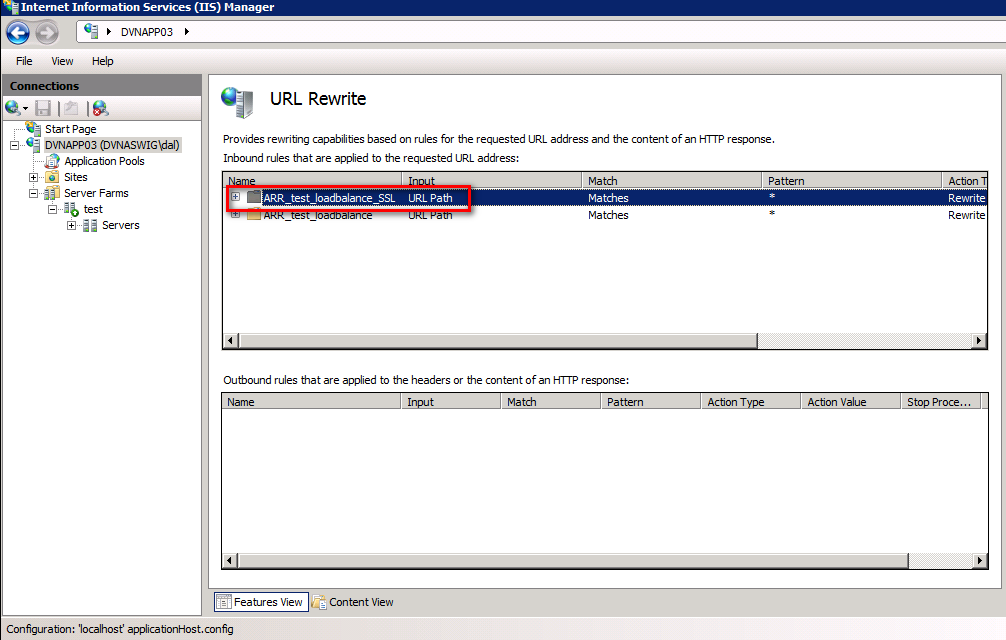 Internet Information Services (IIS) Manager
DVNAPP03
File View Help
Connections
Start Page
DVNAPP03 (DVNASWIG\dal)
Application Pools
Sites
Server Farms
test
Servers
URL Rewrite
Provides rewriting capabilities based on rules for the requested URL address and the content of an HTTP response.
Inbound rules that are applied to the requested URL address:
Name Input Match Pattern Action T
ARR_test_loadbalance_SSL URL Path Matches * Rewrite
ARR_test_loadbalance URL Path Matches * Rewrite
Outbound rules that are applied to the headers or the content of an HTTP response:
Name Input Match Pattern Action Type Action Value Stop Proce...
Features View Content View
Configuration: 'localhost' applicationHost.config